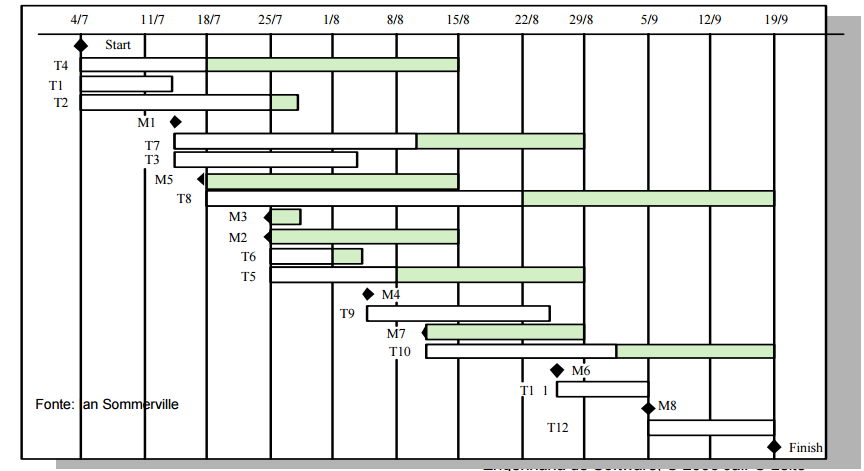 4/7 11/7 18/7 25/7 1/8 8/8 15/8 22/8 29/8 5/9 12/9 19/9
Start
T4
T1
T2
M1
T7
T3
M5
T8
M3
M2
T6
T5
M4
T9
M7
T10
M6
T1 1
Fonte: Ian Sommerville
M8
T12
Finish